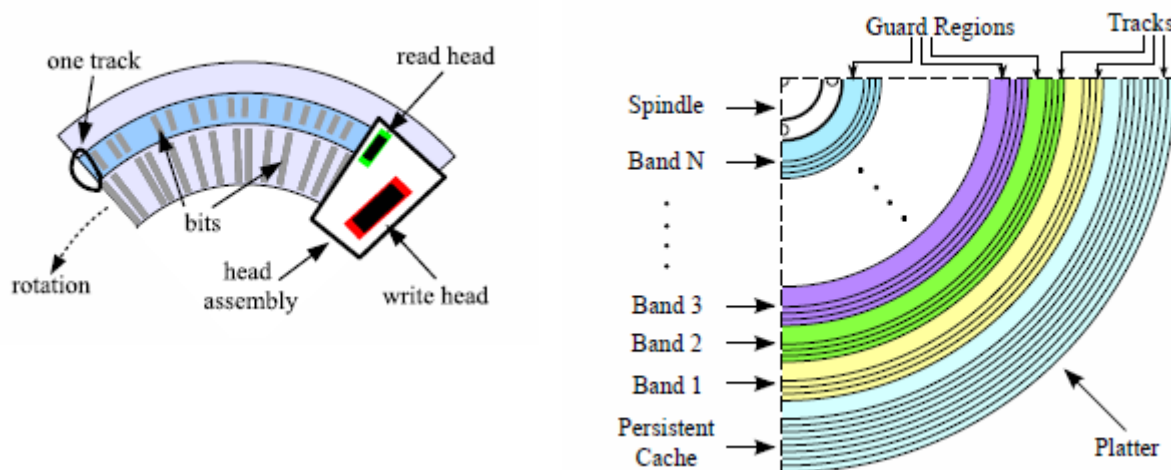 read head
one track
bits
rotation
head
assembly
write head
Guard Regions
Tracks
Spindle
Band N
Band 3
Band 2
Band 1
Persistent
Cache
Platter